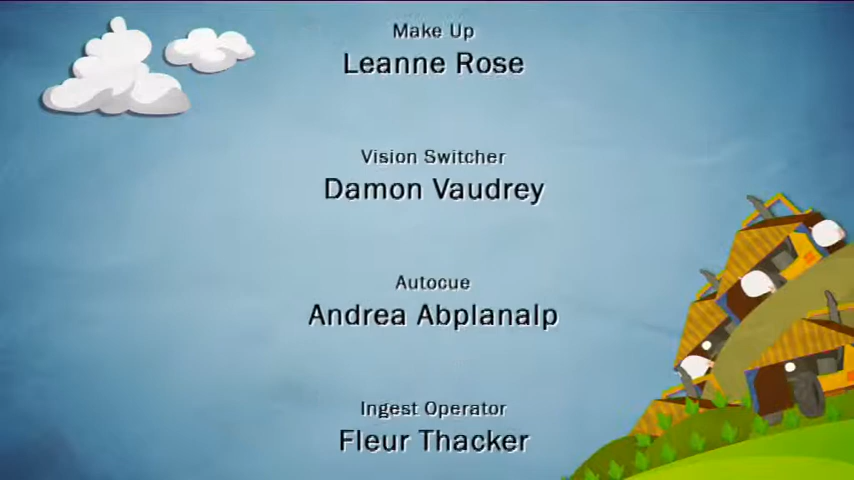 Make Up
Leanne Rose
Vision Switcher
Damon Vaudrey
Autocue
Andrea Abplanalp
Ingest Operator
Fleur Thacker